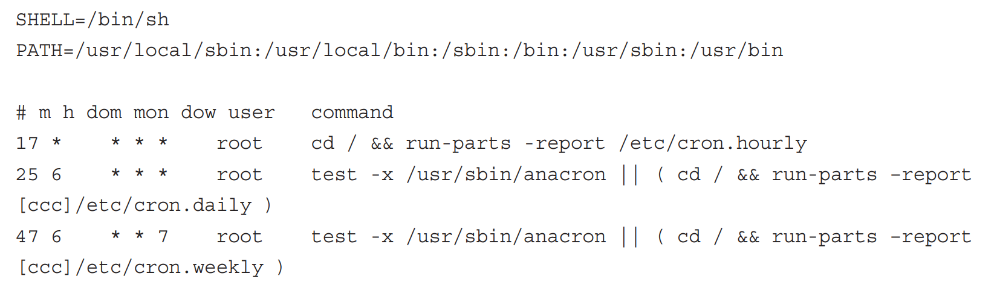 SHELL=/bin/sh
PATH=/usr/local/sbin:/usr/local/bin:/sbin:/bin:/usr/sbin:/usr/bin
# m h dom mon dow user   command
17 *    * * *    root    cd / && run-parts -report /etc/cron.hourly
25 6    * * *    root    test -x /usr/sbin/anacron || ( cd / && run-parts –report
[ccc]/etc/cron.daily )
47 6    * * 7    root    test -x /usr/sbin/anacron || ( cd / && run-parts –report
[ccc]/etc/cron.weekly )